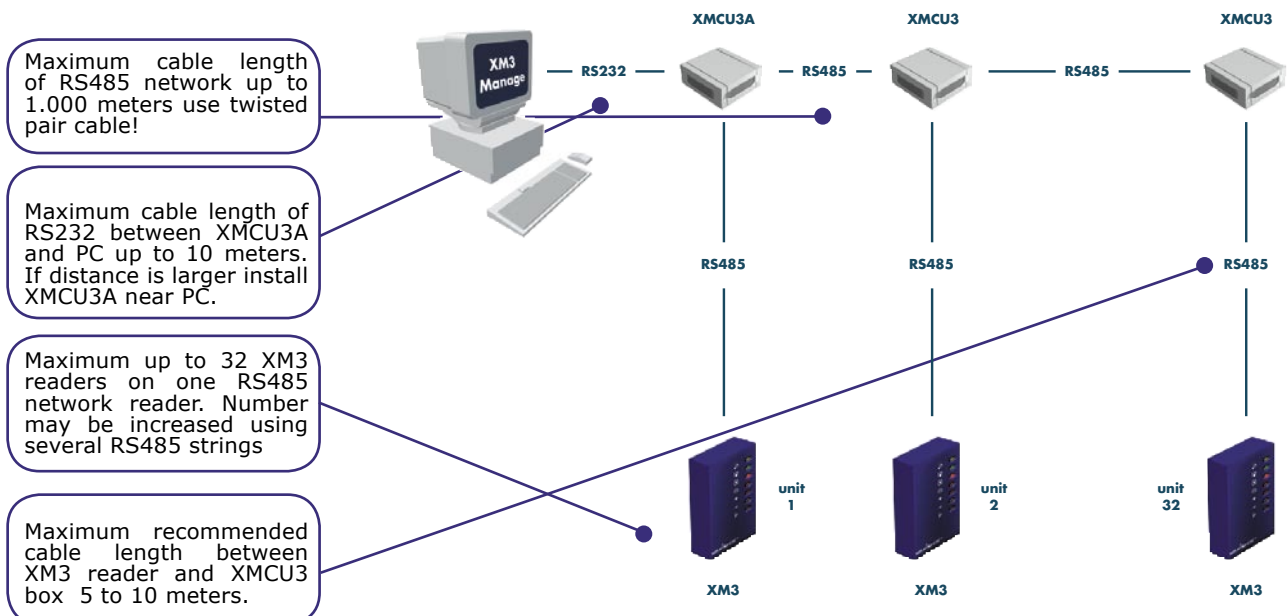 Maximum cable length
of RS485 network up to
1.000 meters use twisted
pair cable!
Maximum cable length of
RS232 between XMCU3A
and PC up to 10 meters.
If distance is larger install
XMCU3A near PC.
Maximum up to 32 XM3
readers on one RS485
network reader. Number
may be increased using
several RS485 strings
Maximum recommended
cable length between
XM3 reader and XMCU3
box 5 to 10 meters.
XM3
Manage
RS232
XMCU3A
RS485
XMCU3
RS485
XMCU3
RS485
RS485
RS485
unit
1
XM3
unit
2
XM3
unit
32
XM3